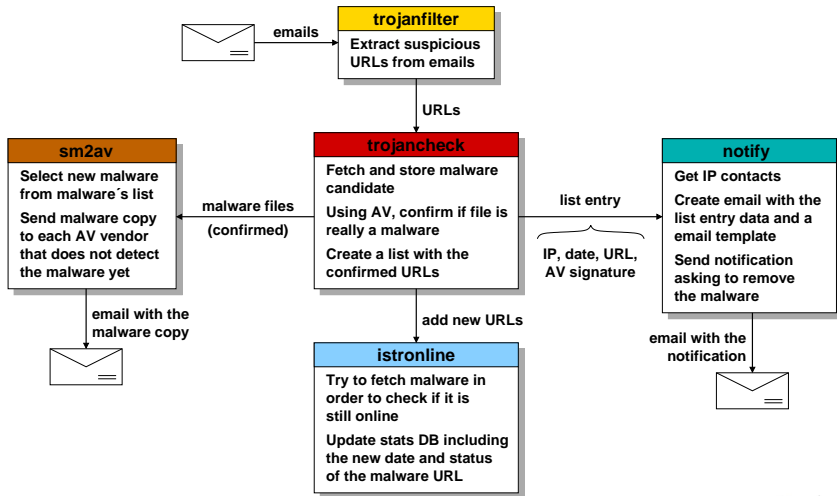 trojanfilter
emails
Extract suspicious
URLs from emails
URLs
sm2av
Select new malware
from malware´s list
Send malware copy
to each AV vendor
that does not detect
the malware yet
malware files
(confirmed)
trojancheck
Fetch and store malware
candidate
Using AV, confirm if file is
really a malware
Create a list with the
confirmed URLs
list entry
IP, date, URL,
AV signature
notify
Get IP contacts
Create email with the
list entry data and a
email template
Send notification
asking to remove
the malware
email with the
malware copy
add new URLs
email with the
notification
istronline
Try to fetch malware in
order to check if it is
still online
Update stats DB including
the new date and status
of the malware URL